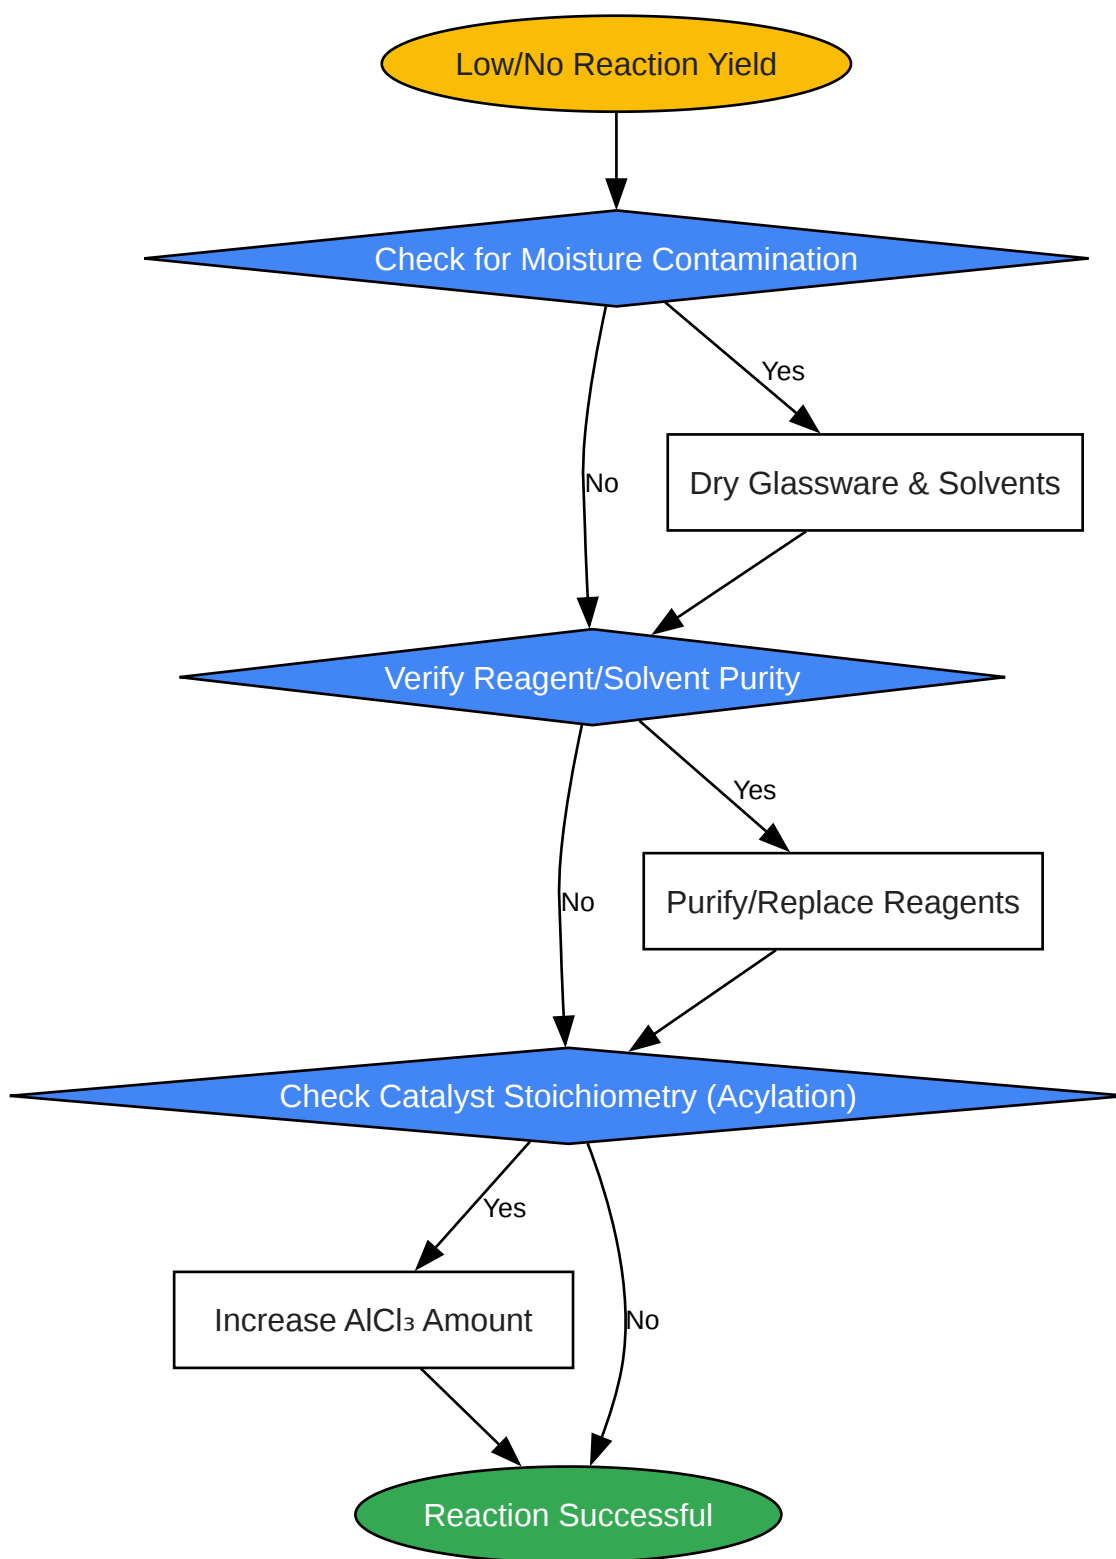 Low/No Reaction Yield
Check for Moisture Contamination
Yes
No
Dry Glassware & Solvents
Verify Reagent/Solvent Purity
Yes
No
Purify/Replace Reagents
Check Catalyst Stoichiometry (Acylation)
Yes
Increase AlCl₃ Amount
No
Reaction Successful